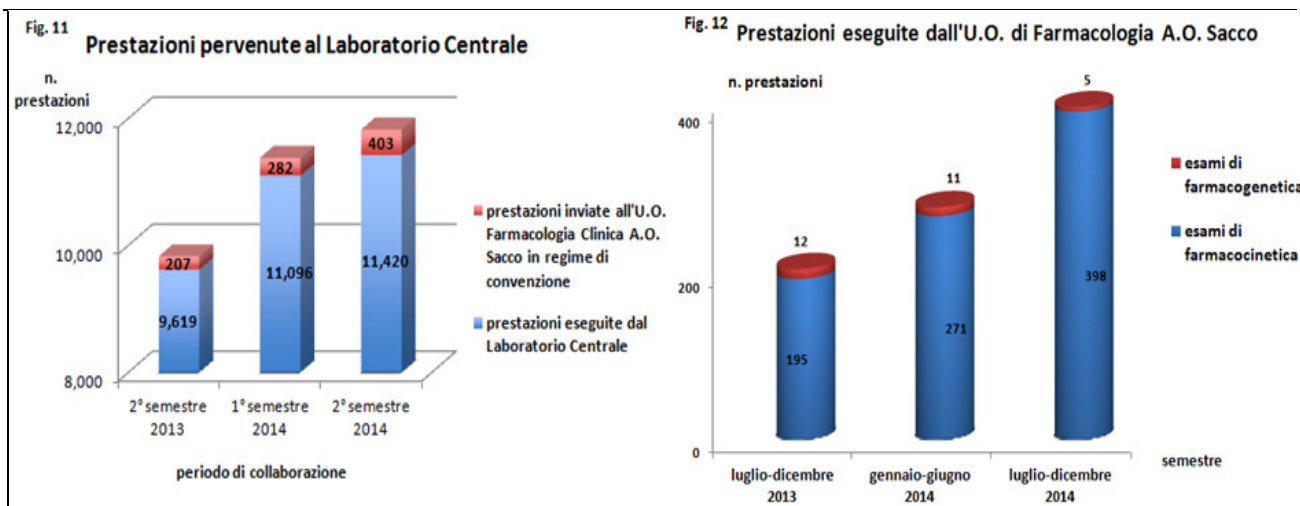 Fig. 11
Prestazioni pervenute al Laboratorio Centrale
n.
prestazioni
12,000
10,000
8,000
207
9,619
282
11,096
403
11,420
2° semestre
2013
1° semestre
2014
2° semestre
2014
periodo di collaborazione
prestazioni inviate all'U.O.
Farmacologia Clinica A.O.
Sacco in regime di
convenzione
prestazioni eseguite dal
Laboratorio Centrale
Fig. 12
Prestazioni eseguite dall'U.O. di Farmacologia A.O. Sacco
n. prestazioni
400
200
0
12
195
11
271
5
398
luglio-dicembre
2013
gennaio-giugno
2014
luglio-dicembre
2014
semestre
esami di
farmacogenetica
esami di
farmacocinetica